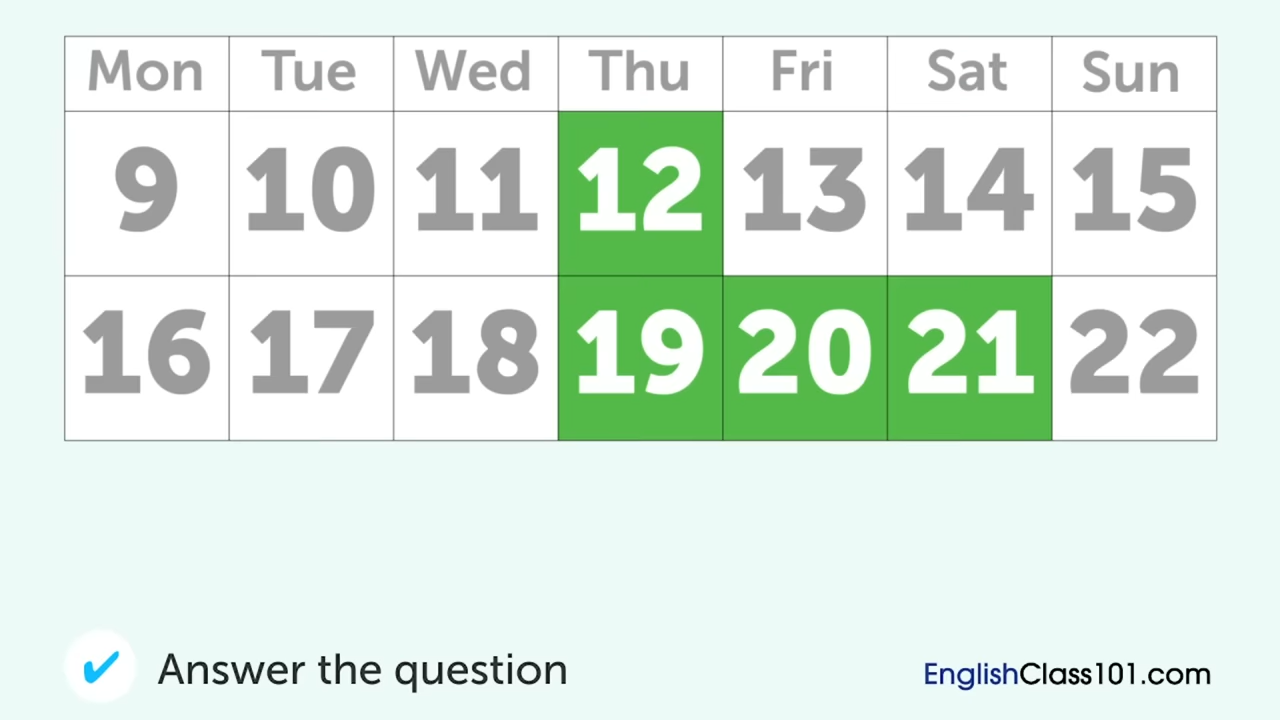 Mon Tue Wed Thu Fri Sat Sun
9 10 11 12 13 14 15
16 17 18 19 20 21 22
✔ Answer the question
EnglishClass101.com